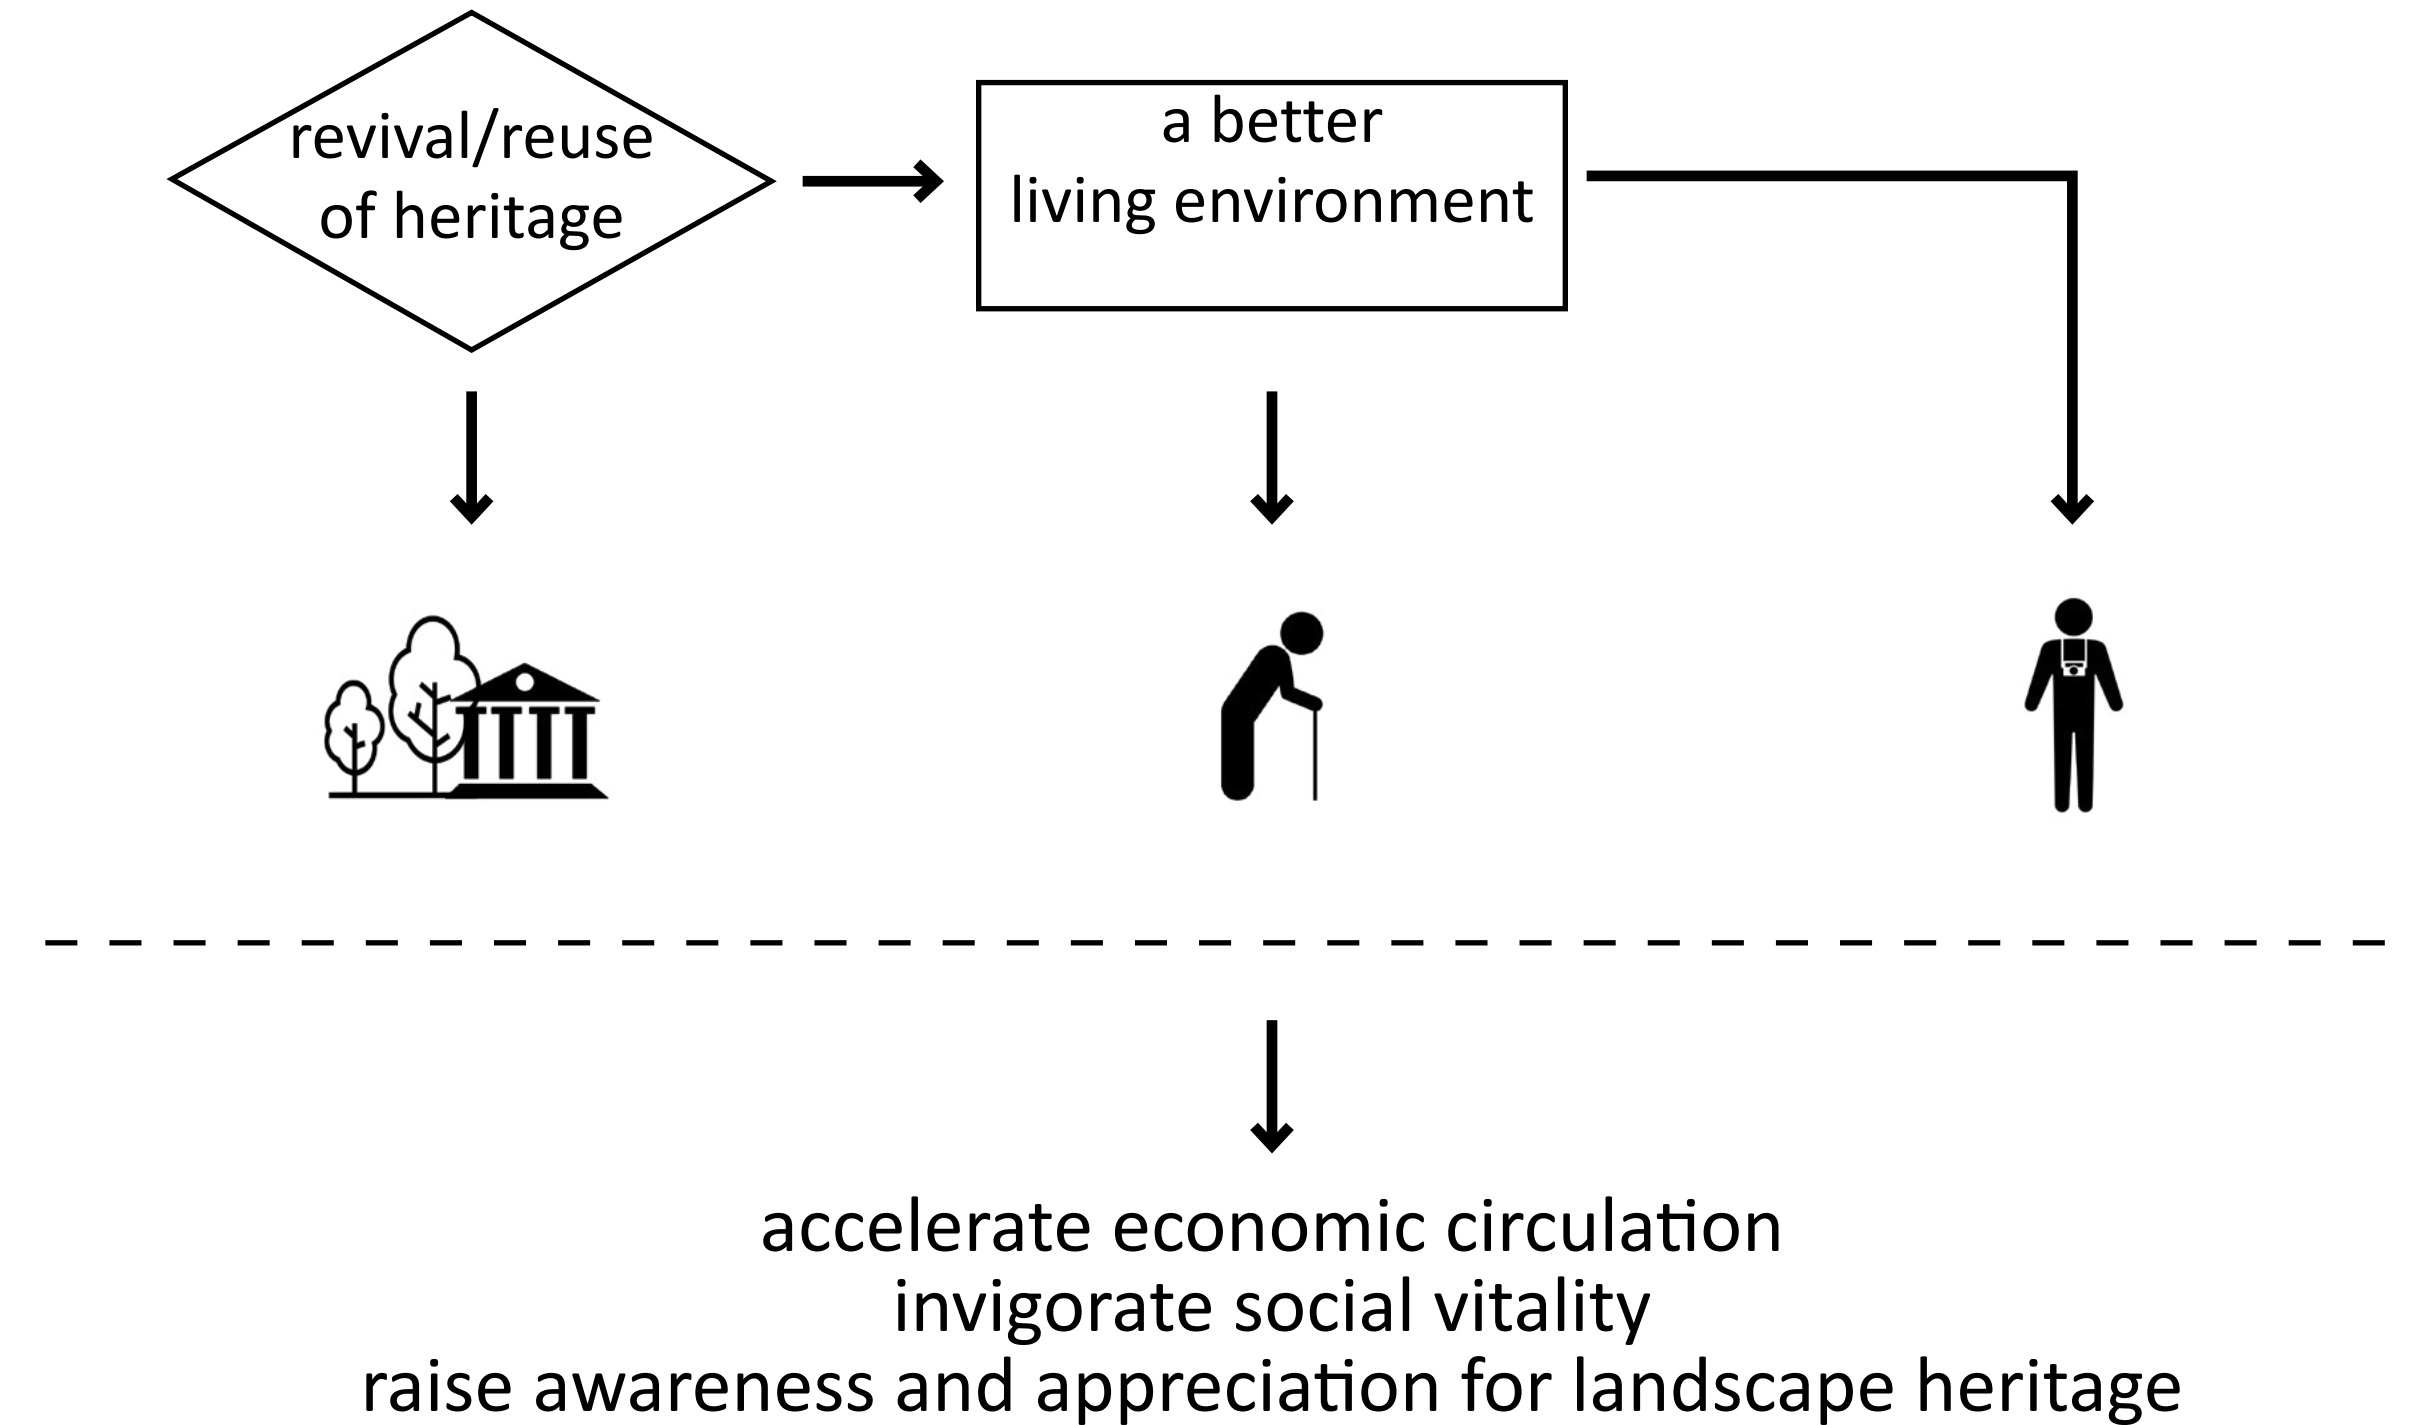 revival/reuse
of heritage
a better
living environment
accelerate economic circulation
invigorate social vitality
raise awareness and appreciation for landscape heritage